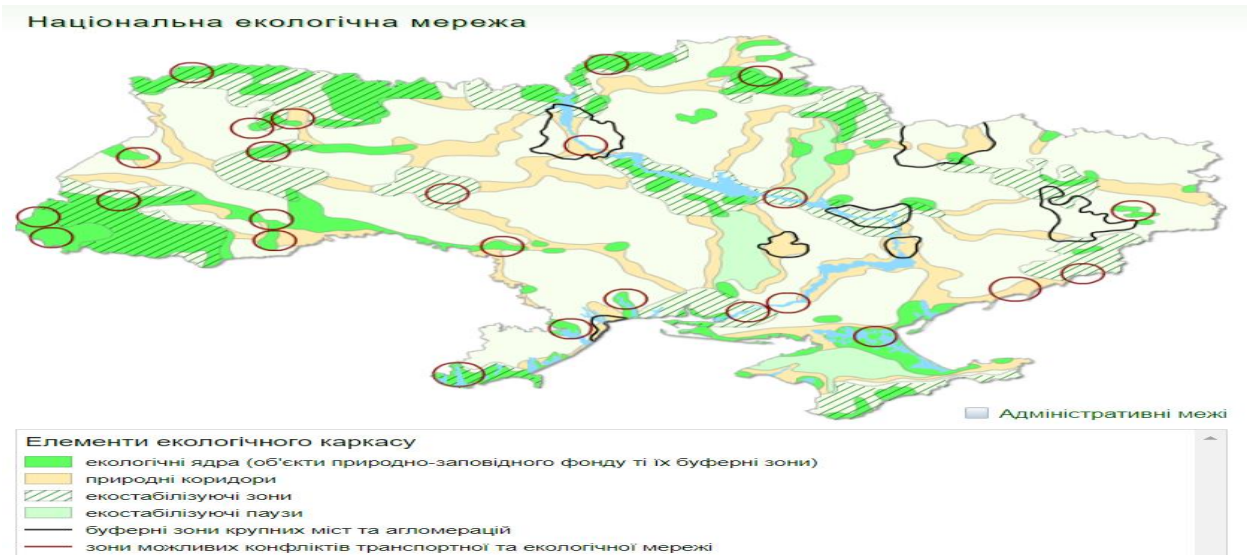 Національна екологічна мережа
Адміністративні межі
Елементи екологічного каркасу
екологічні ядра (об'єкти природно-заповідного фонду ті їх буферні зони)
природні коридори
екостабілізуючі зони
екостабілізуючі паузи
буферні зони крупних міст та агломерацій
зони можливих конфліктів транспортної та екологічної мережі